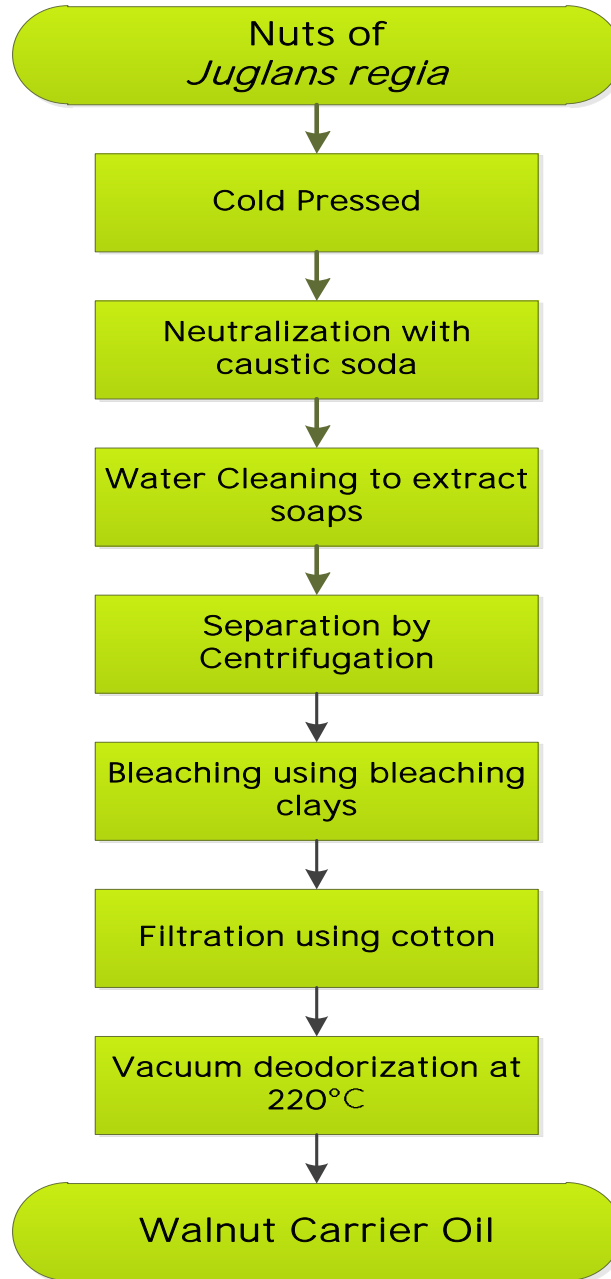 Nuts of
Juglans regia
Cold Pressed
Neutralization with
caustic soda
Water Cleaning to extract
soaps
Separation by
Centrifugation
Bleaching using bleaching
clays
Filtration using cotton
Vacuum deodorization at
220°C
Walnut Carrier Oil